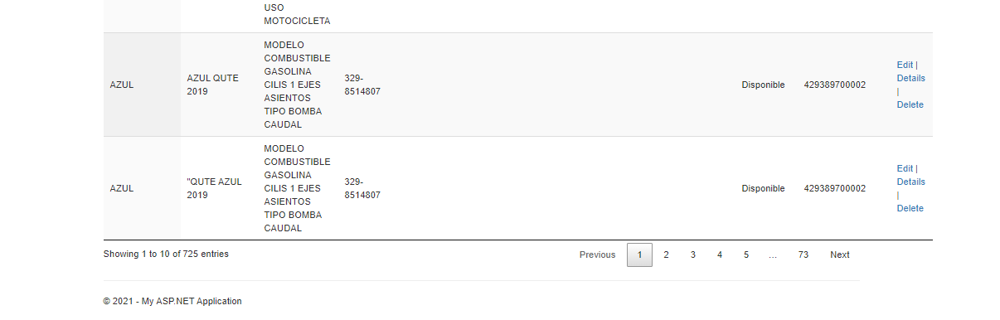 USO
MOTOCICLETA
AZUL
AZUL QUTE
2019
MODELO
COMBUSTIBLE
GASOLINA
CILIS 1 EJES
ASIENTOS
TIPO BOMBA
CAUDAL
329-
8514807
Disponible
429389700002
Edit |
Details
|
Delete
AZUL
"QUTE AZUL
2019
MODELO
COMBUSTIBLE
GASOLINA
CILIS 1 EJES
ASIENTOS
TIPO BOMBA
CAUDAL
329-
8514807
Disponible
429389700002
Edit |
Details
|
Delete
Showing 1 to 10 of 725 entries
Previous 1 2 3 4 5 … 73 Next
© 2021 - My ASP.NET Application